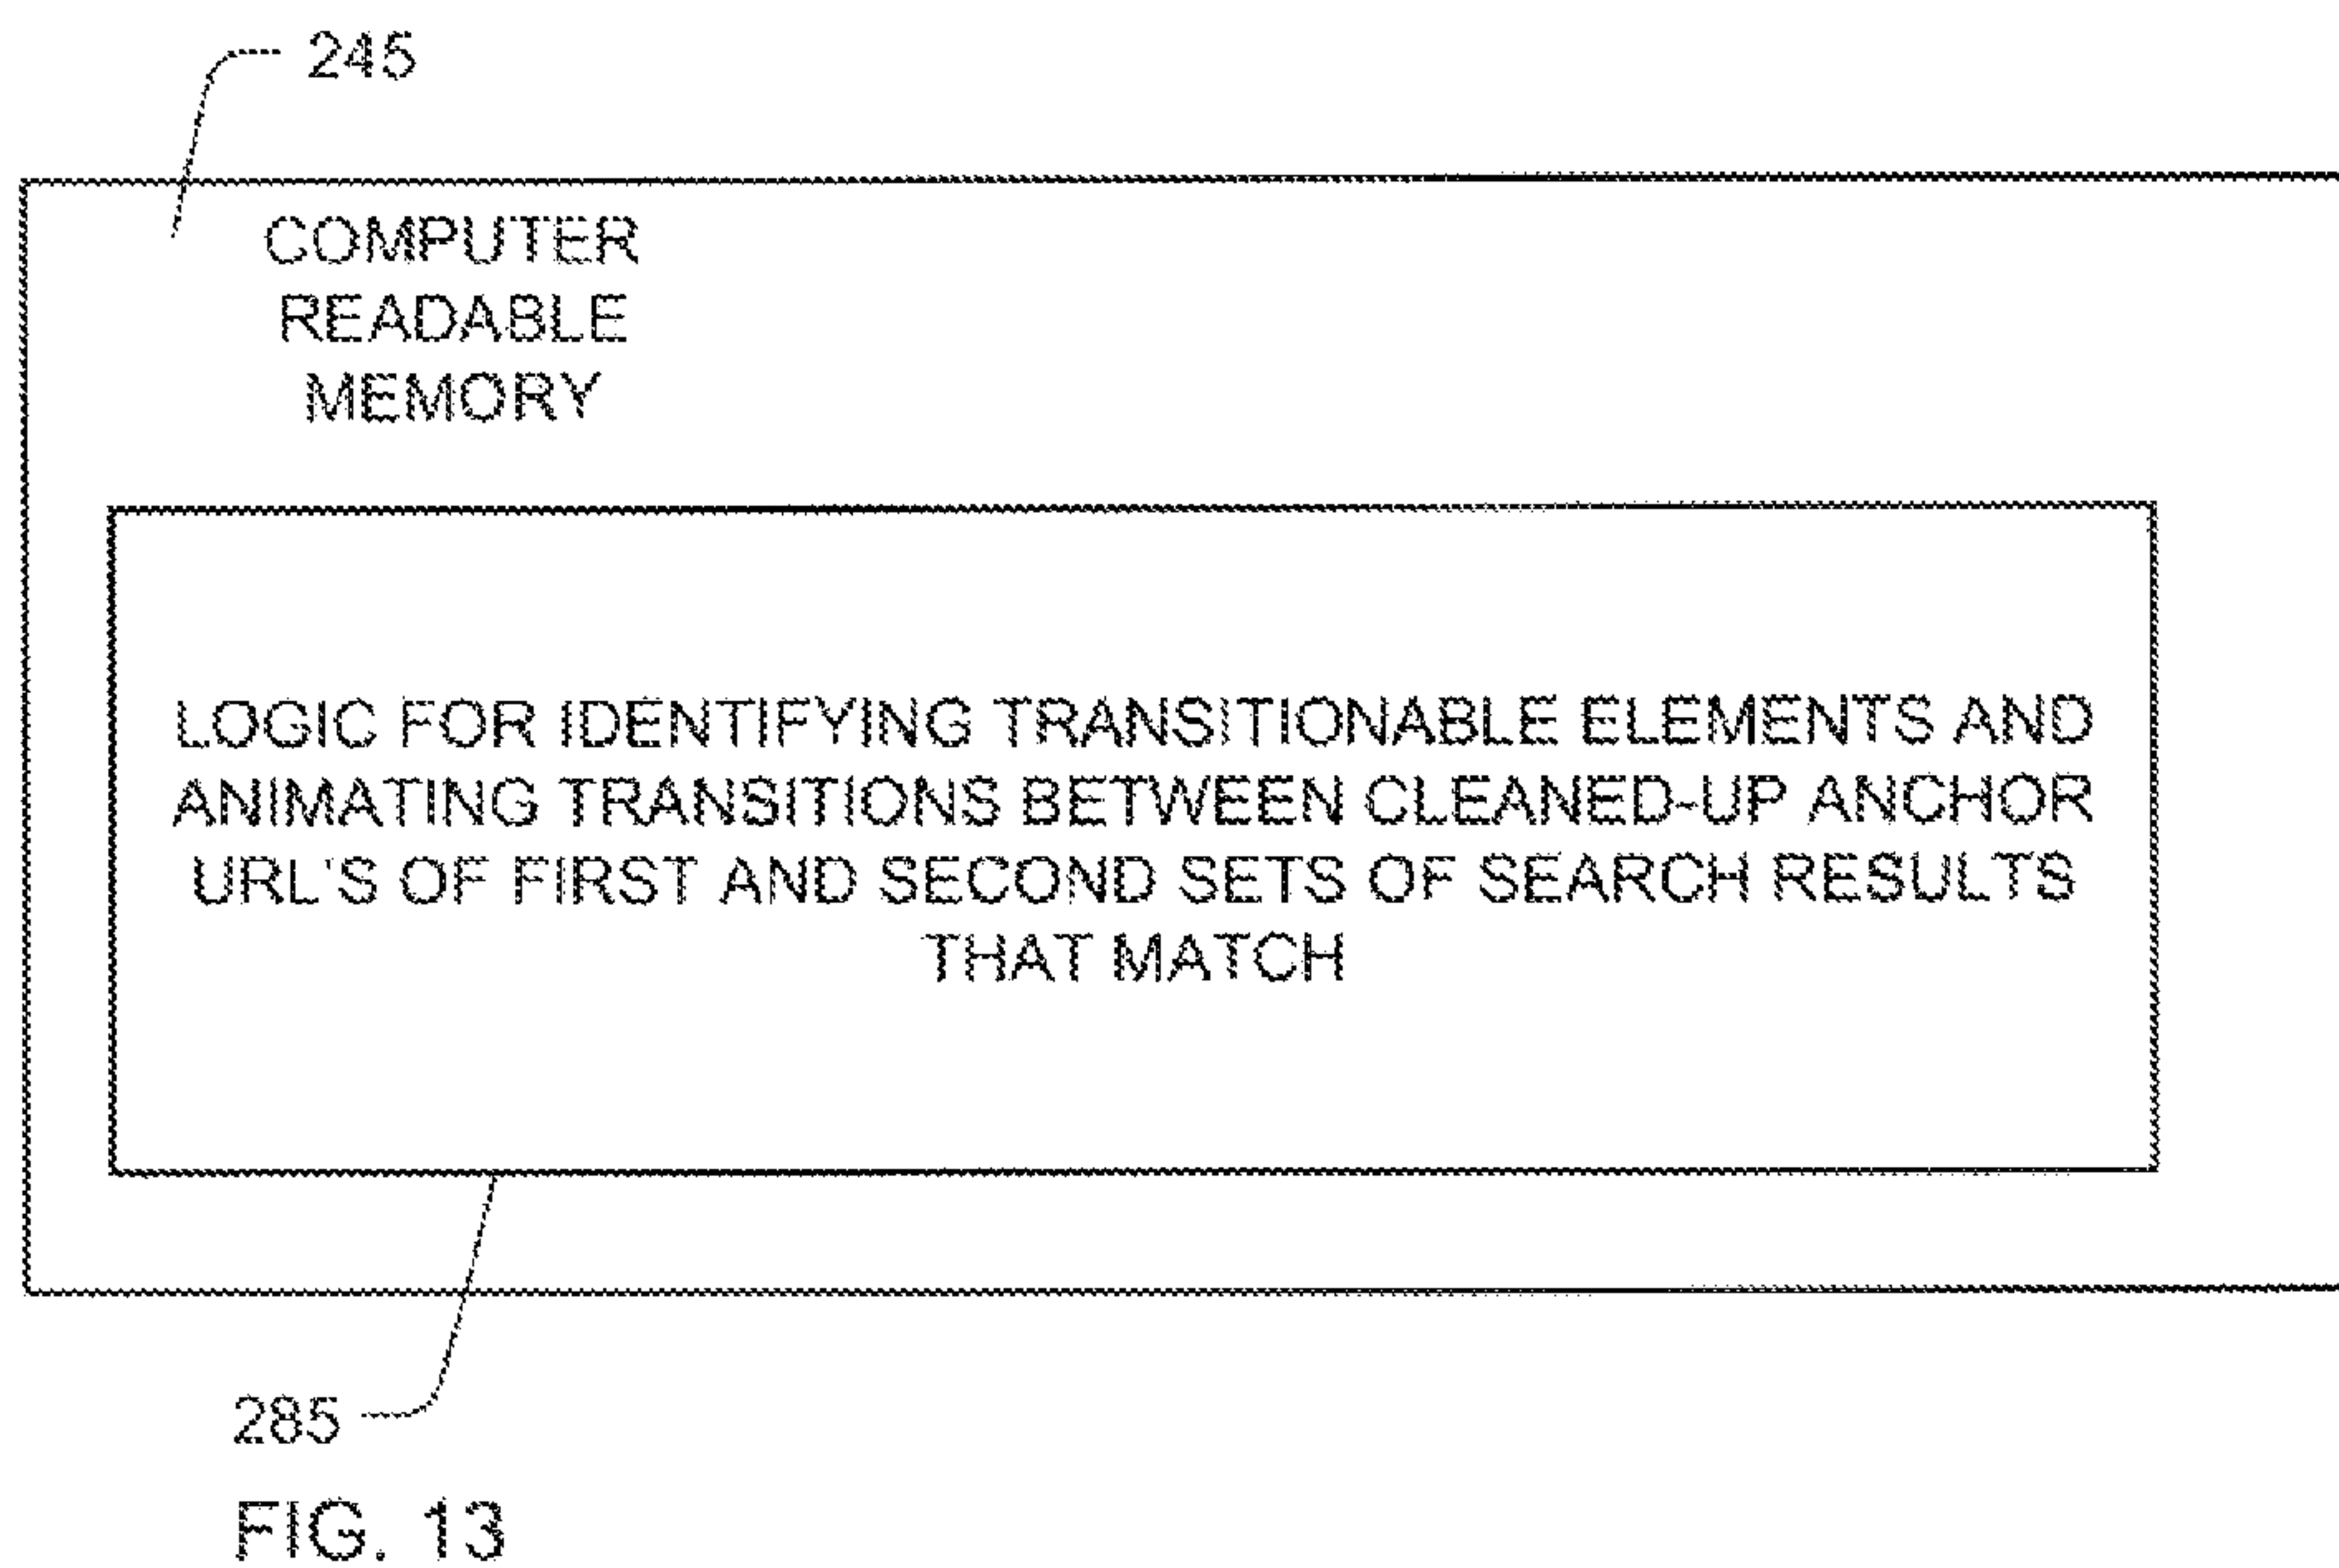 245
COMPUTER
READABLE
MEMORY
LOGIC FOR IDENTIFYING TRANSITIONABLE ELEMENTS AND
ANIMATING TRANSITIONS BETWEEN CLEANED-UP ANCHOR
URL'S OF FIRST AND SECOND SETS OF SEARCH RESULTS
THAT MATCH
285
FIG. 13